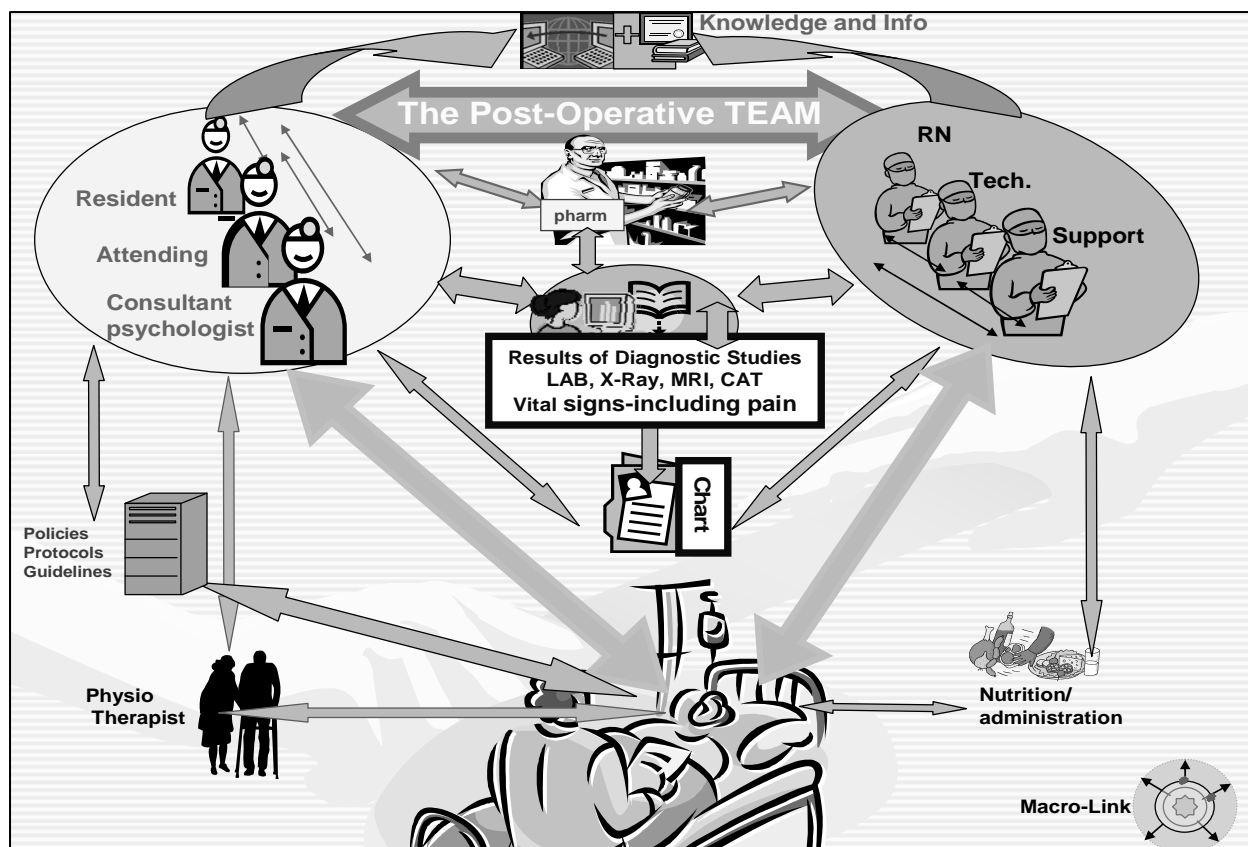 Knowledge and Info
The Post-Operative TEAM
RN
Tech.
Support
Resident
Attending
Consultant
psychologist
pharm
Results of Diagnostic Studies
LAB, X-Ray, MRI, CAT
Vital signs-including pain
Chart
Policies
Protocols
Guidelines
Physio
Therapist
Nutrition/
administration
Macro-Link